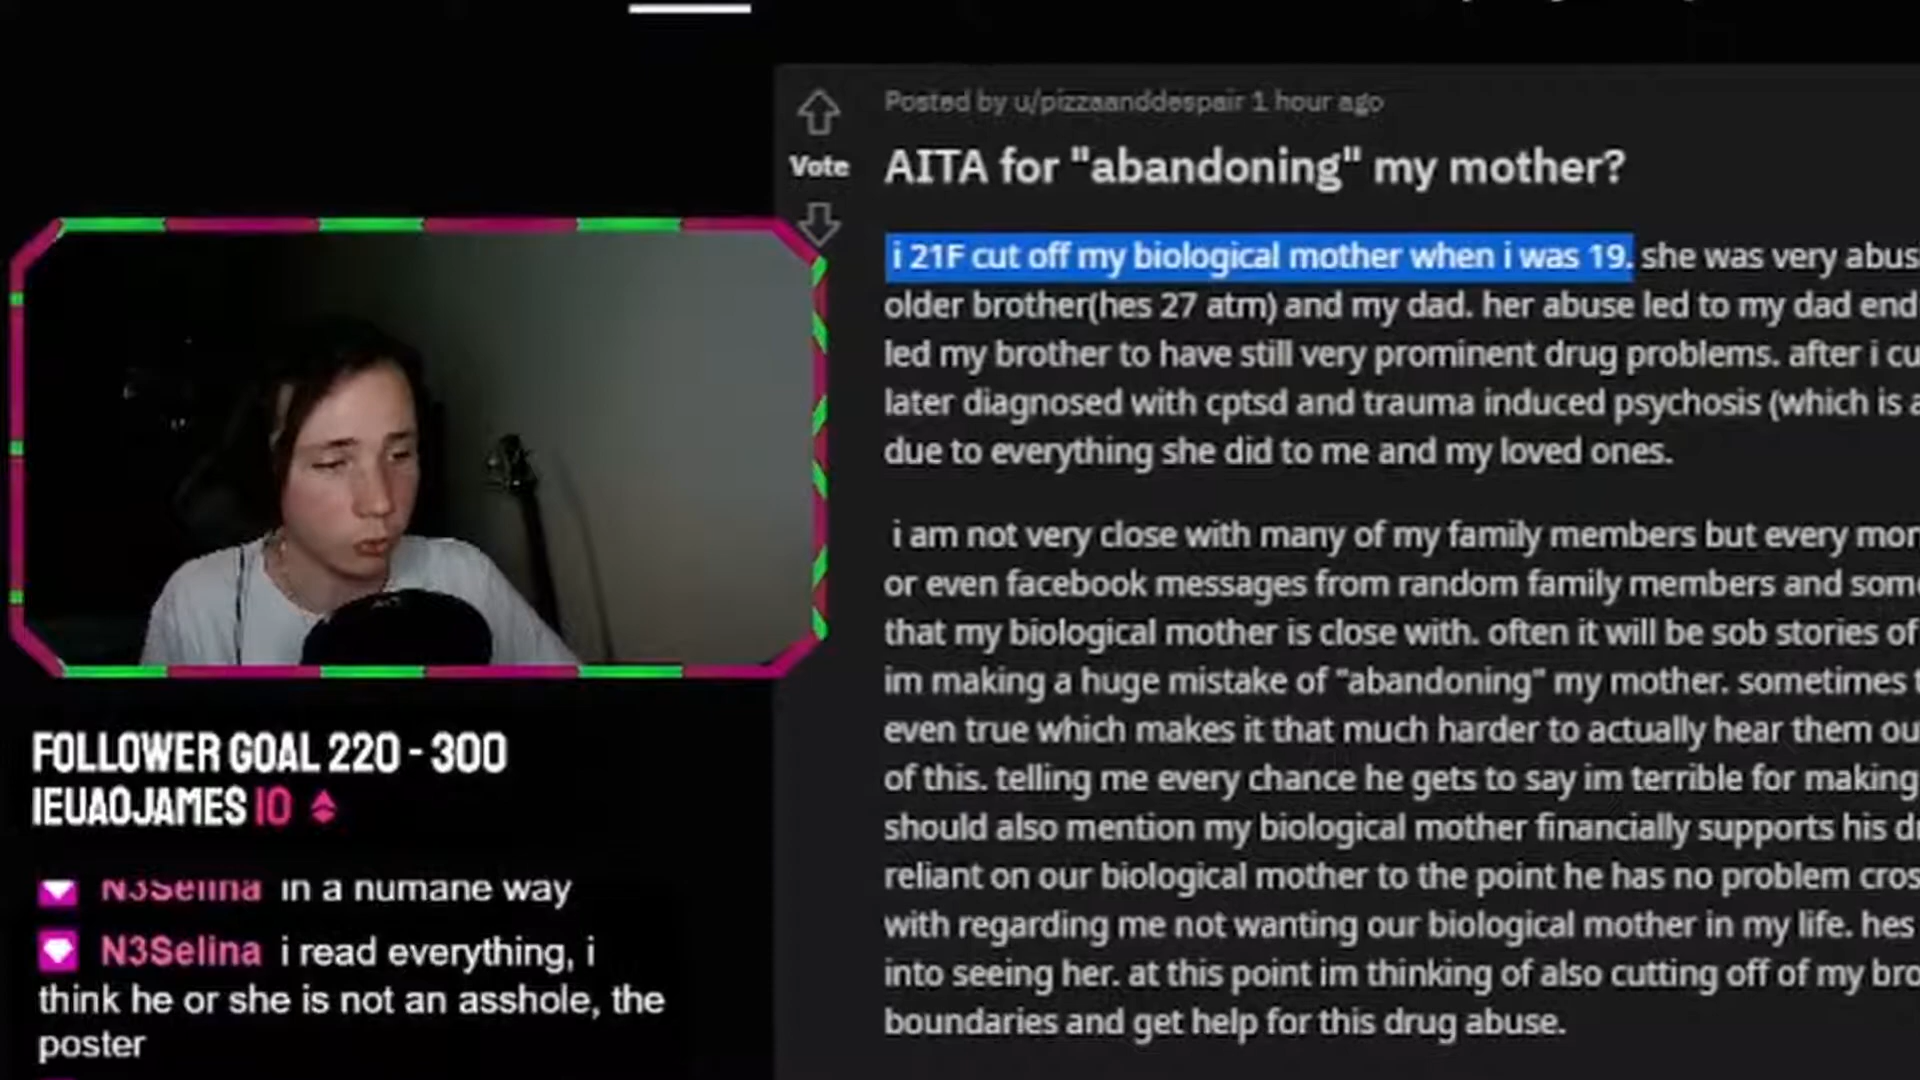 Posted by u/pizzaanddespair 1 hour ago
Vote
AITA for "abandoning" my mother?
i 21F cut off my biological mother when i was 19. she was very abus
older brother(hes 27 atm) and my dad. her abuse led to my dad end
led my brother to have still very prominent drug problems. after i cu
later diagnosed with cptsd and trauma induced psychosis (which is a
due to everything she did to me and my loved ones.
i am not very close with many of my family members but every mor
or even facebook messages from random family members and some
that my biological mother is close with. often it will be sob stories of
im making a huge mistake of "abandoning" my mother. sometimes t
even true which makes it that much harder to actually hear them ou
of this. telling me every chance he gets to say im terrible for making
should also mention my biological mother financially supports his dr
reliant on our biological mother to the point he has no problem cros
with regarding me not wanting our biological mother in my life. hes
into seeing her. at this point im thinking of also cutting off of my bro
boundaries and get help for this drug abuse.
FOLLOWER GOAL 220 - 300
IEUAOJAMES 10
N3Selina in a humane way
N3Selina i read everything, i
think he or she is not an asshole, the
poster